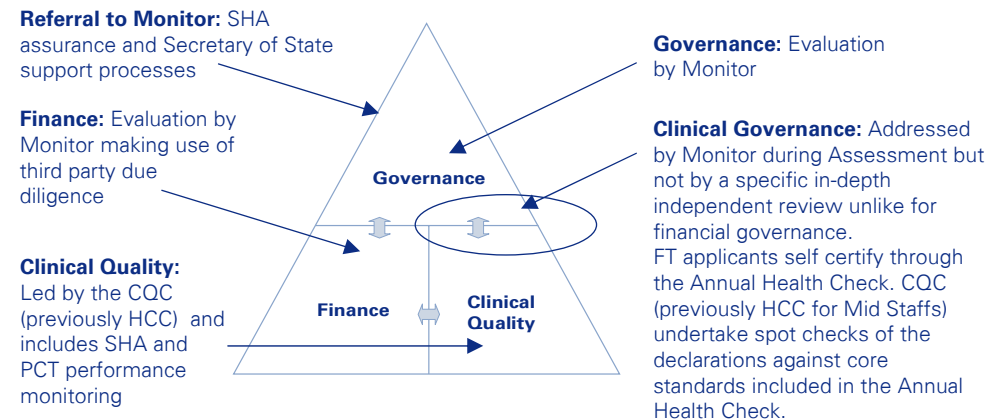 Referral to Monitor: SHA
assurance and Secretary of State
support processes
Finance: Evaluation by
Monitor making use of
third party due
diligence
Clinical Quality:
Led by the CQC
(previously HCC) and
includes SHA and
PCT performance
monitoring
Governance
Finance
Clinical
Quality
Governance: Evaluation
by Monitor
Clinical Governance: Addressed
by Monitor during Assessment but
not by a specific in-depth
independent review unlike for
financial governance.
FT applicants self certify through
the Annual Health Check. CQC
(previously HCC for Mid Staffs)
undertake spot checks of the
declarations against core
standards included in the Annual
Health Check.